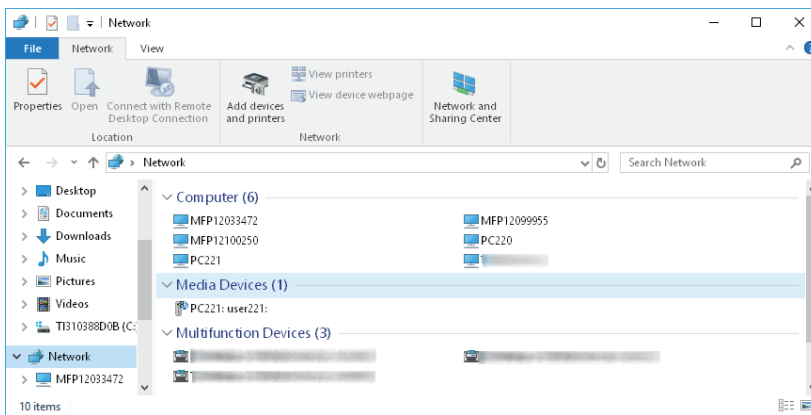 Network
File Network View
Properties Open Connect with Remote Desktop Connection
Add devices and printers
View printers
View device webpage
Network and Sharing Center
Location
Network
Network
Search Network
Desktop
Documents
Downloads
Music
Pictures
Videos
TI310388D0B (C:
Network
MFP12033472
Computer (6)
MFP12033472 MFP12099955
MFP12100250 PC220
PC221
Media Devices (1)
PC221: user221:
Multifunction Devices (3)
10 items